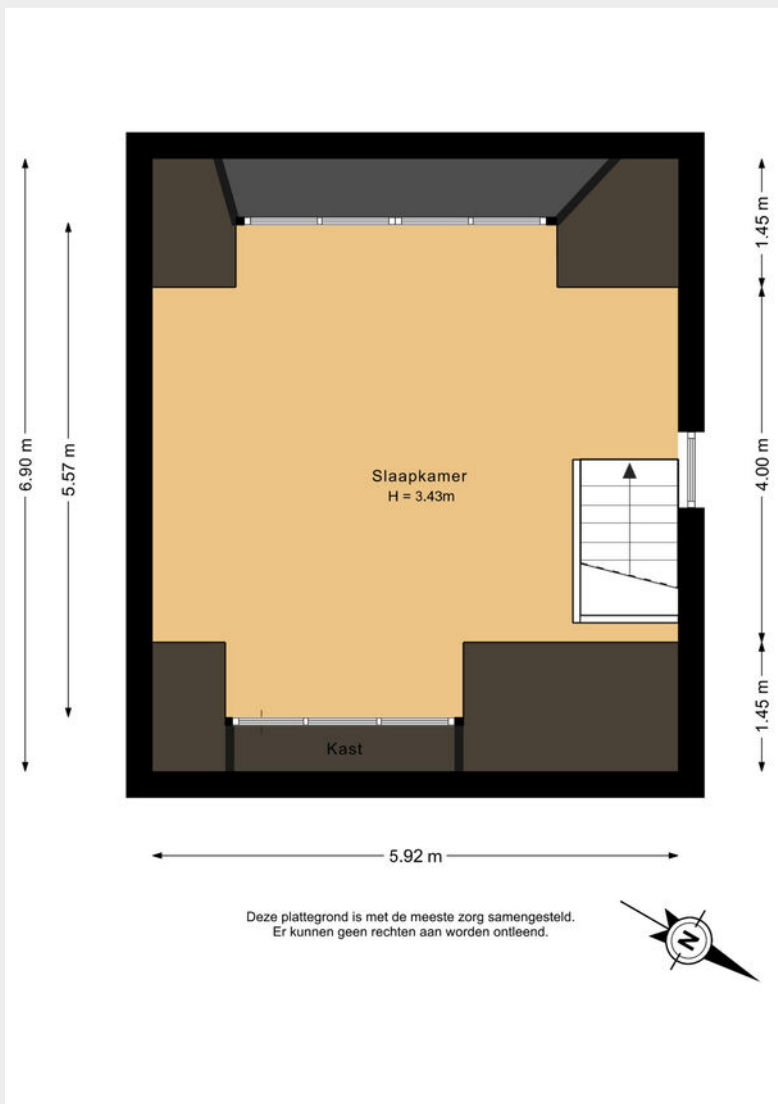 1.45 m
6.90 m
5.57 m
4.00 m
Slaapkamer
H = 3.43m
1.45 m
Kast
5.92 m
Deze plattegrond is met de meeste zorg samengesteld.
Er kunnen geen rechten aan worden ontleend.
N